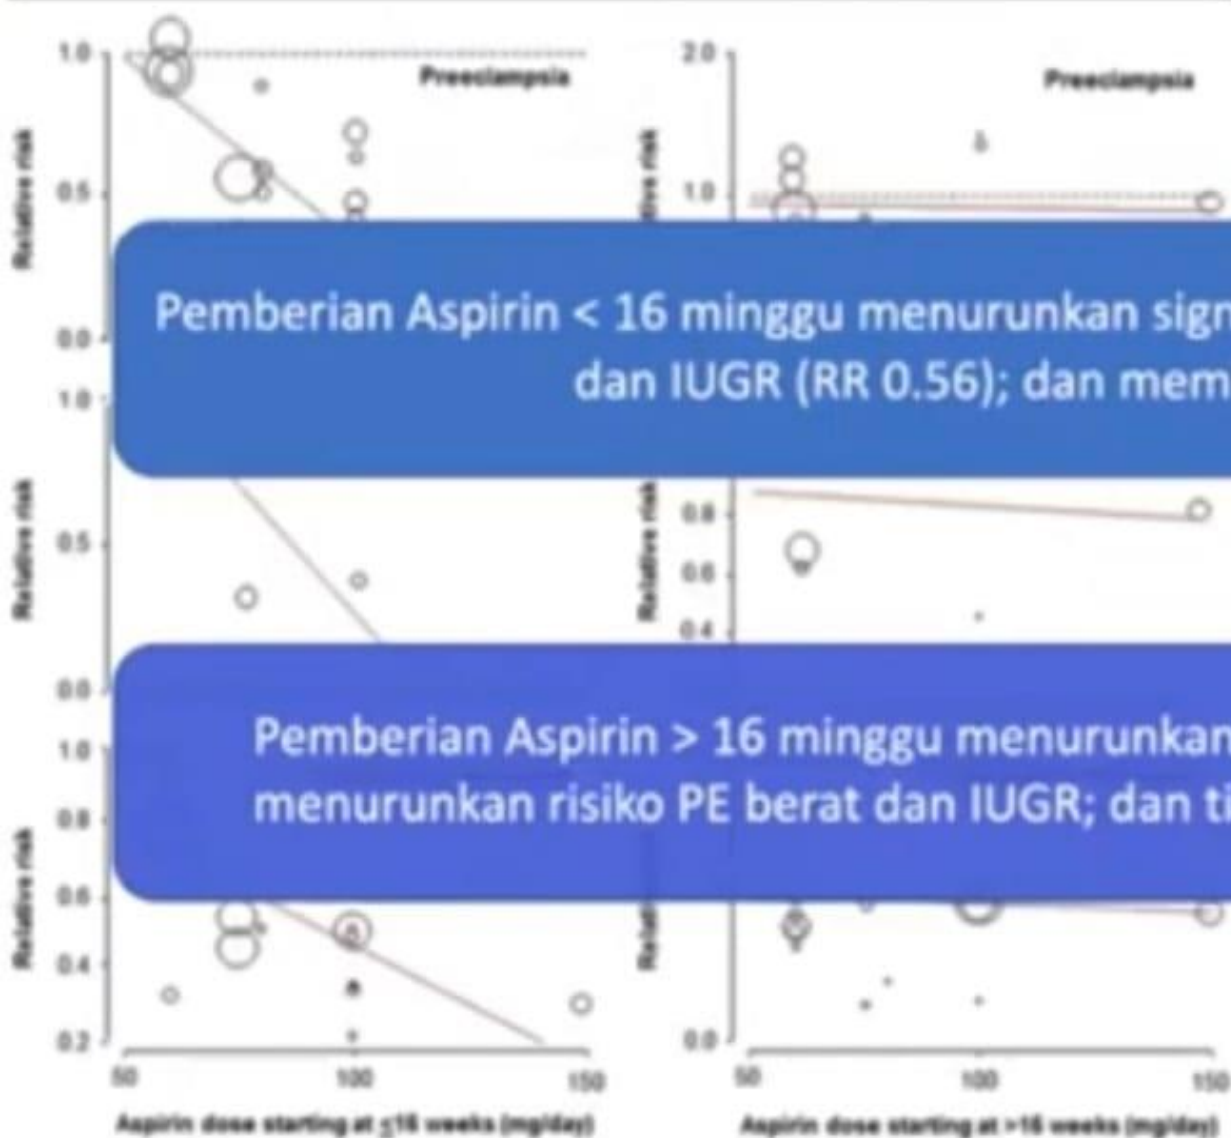 1.0
Preeclampsia
2.0
Preeclampsia
Relative risk
0.5
1.0
Pemberian Aspirin < 16 minggu menurunkan
dan IUGR (RR 0.56); dan
0.0
1.0
Relative risk
0.5
Relative risk
0.8
0.6
0.4
0.0
Pemberian Aspirin > 16 minggu menurunkan
menurunkan risiko PE berat dan IUGR; dan
1.0
0.8
Relative risk
0.6
0.4
0.2
0.0
50
100
150
50
100
150
Aspirin dose starting at ≤16 weeks (mg/day)
Aspirin dose starting at >16 weeks (mg/day)